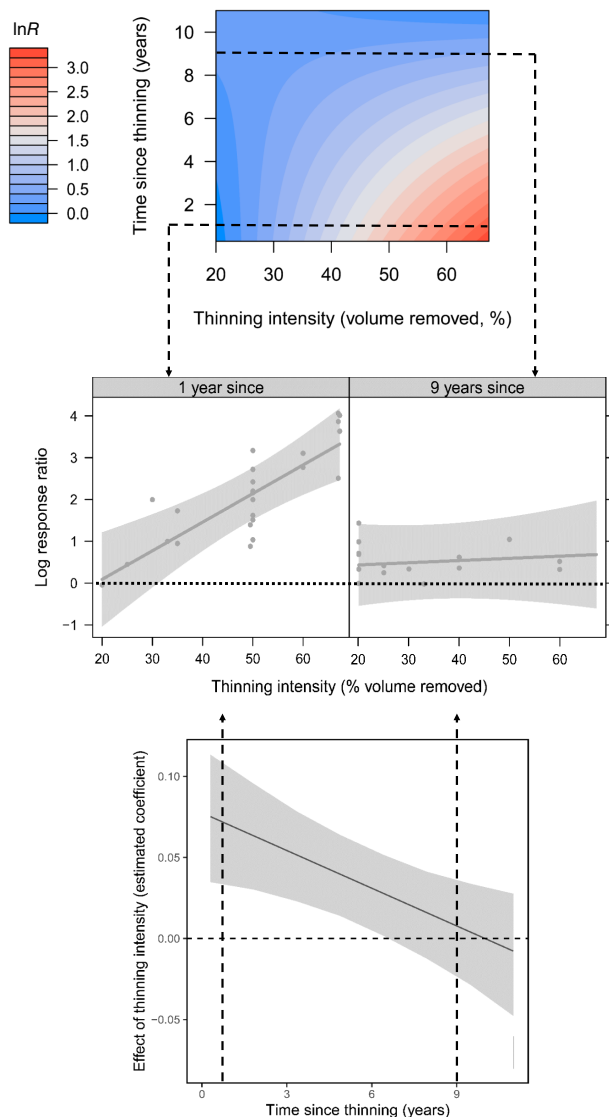 lnR
3.0
2.5
2.0
1.5
1.0
0.5
0.0
Time since thinning (years)
10
8
6
4
2
20 30 40 50 60
Thinning intensity (volume removed, %)
1 year since 9 years since
Log response ratio
4
3
2
1
0
−1
20 30 40 50 60 20 30 40 50 60
Thinning intensity (% volume removed)
Effect of thinning intensity (estimated coefficient)
0.10
0.05
0.00
−0.05
0 3 6 9
Time since thinning (years)